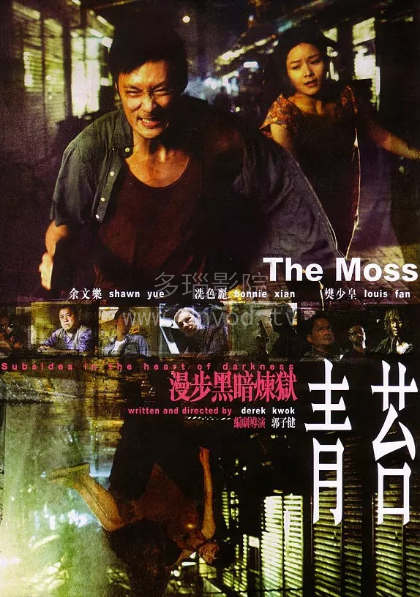 The Moss
多瑙影院
余文樂 shawn yue 冼色麗 bonnie xian 樊少皇 louis fan
Subsides in the heart of darkness
漫步黑暗煉獄
written and directed by derek kwok
編劇導演 郭子健
青苔